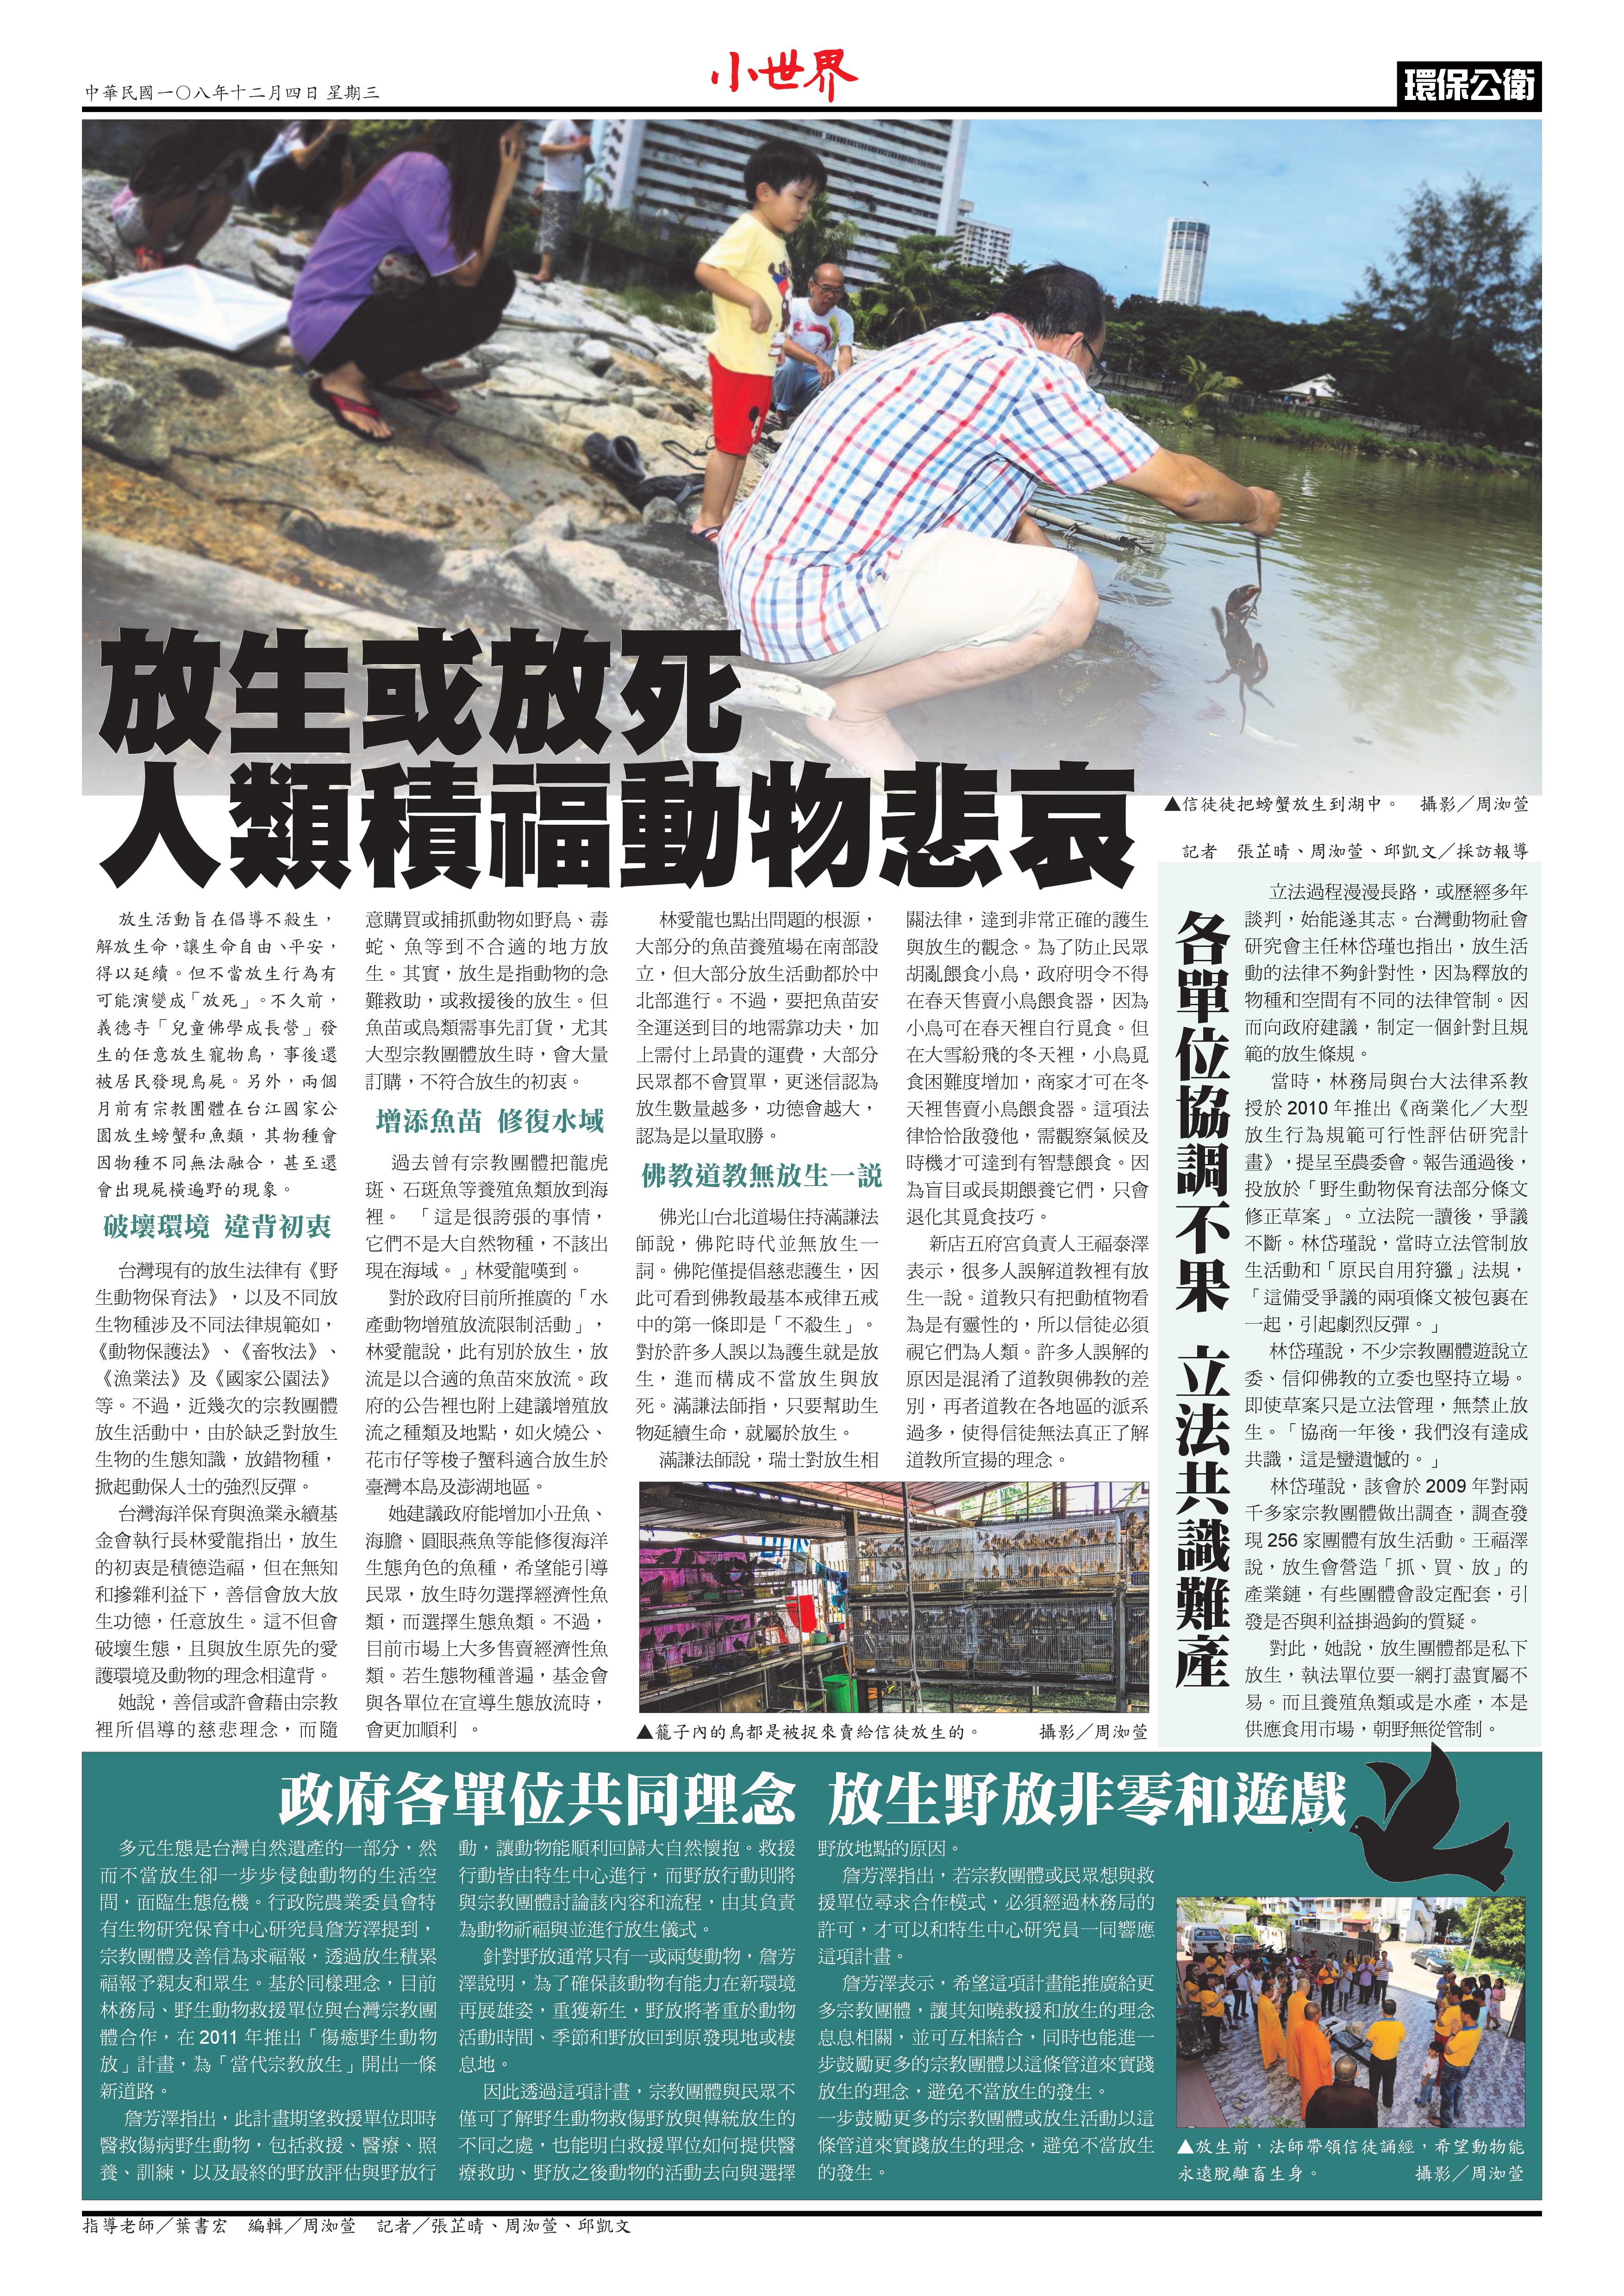 中華民國一〇八年十二月四日 星期三
小世界
環保公衛
放生或放死
人類積福動物悲哀
▲信徒徒把螃蟹放生到湖中。 攝影／周洳萱
記者 張芷晴、周洳萱、邱凱文／採訪報導
放生活動旨在倡導不殺生，
解放生命，讓生命自由、平安，
得以延續。但不當放生行為有
可能演變成「放死」。不久前，
義德寺「兒童佛學成長營」發
生的任意放生寵物鳥，事後還
被居民發現鳥屍。另外，兩個
月前有宗教團體在台江國家公
園放生螃蟹和魚類，其物種會
因物種不同無法融合，甚至還
會出現屍橫遍野的現象。
破壞環境 違背初衷
台灣現有的放生法律有《野
生動物保育法》，以及不同放
生物種涉及不同法律規範如，
《動物保護法》、《畜牧法》、
《漁業法》及《國家公園法》
等。不過，近幾次的宗教團體
放生活動中，由於缺乏對放生
生物的生態知識，放錯物種，
掀起動保人士的強烈反彈。
台灣海洋保育與漁業永續基
金會執行長林愛龍指出，放生
的初衷是積德造福，但在無知
和摻雜利益下，善信會放大放
生功德，任意放生。這不但會
破壞生態，且與放生原先的愛
護環境及動物的理念相違背。
她說，善信或許會藉由宗教
裡所倡導的慈悲理念，而隨
意購買或捕抓動物如野鳥、毒
蛇、魚等到不合適的地方放
生。其實，放生是指動物的急
難救助，或救援後的放生。但
魚苗或鳥類需事先訂貨，尤其
大型宗教團體放生時，會大量
訂購，不符合放生的初衷。
增添魚苗 修復水域
過去曾有宗教團體把龍虎
斑、石斑魚等養殖魚類放到海
裡。 「這是很誇張的事情，
它們不是大自然物種，不該出
現在海域。」林愛龍嘆到。
對於政府目前所推廣的「水
產動物增殖放流限制活動」，
林愛龍說，此有別於放生，放
流是以合適的魚苗來放流。政
府的公告裡也附上建議增殖放
流之種類及地點，如火燒公、
花市仔等梭子蟹科適合放生於
臺灣本島及澎湖地區。
她建議政府能增加小丑魚、
海膽、圓眼燕魚等能修復海洋
生態角色的魚種，希望能引導
民眾，放生時勿選擇經濟性魚
類，而選擇生態魚類。不過，
目前市場上大多售賣經濟性魚
類。若生態物種普遍，基金會
與各單位在宣導生態放流時，
會更加順利 。
林愛龍也點出問題的根源，
大部分的魚苗養殖場在南部設
立，但大部分放生活動都於中
北部進行。不過，要把魚苗安
全運送到目的地需靠功夫，加
上需付上昂貴的運費，大部分
民眾都不會買單，更迷信認為
放生數量越多，功德會越大，
認為是以量取勝。
佛教道教無放生一説
佛光山台北道場住持滿謙法
師說，佛陀時代並無放生一
詞。佛陀僅提倡慈悲護生，因
此可看到佛教最基本戒律五戒
中的第一條即是「不殺生」。
對於許多人誤以為護生就是放
生，進而構成不當放生與放
死。滿謙法師指，只要幫助生
物延續生命，就屬於放生。
滿謙法師說，瑞士對放生相
關法律，達到非常正確的護生
與放生的觀念。為了防止民眾
胡亂餵食小鳥，政府明令不得
在春天售賣小鳥餵食器，因為
小鳥可在春天裡自行覓食。但
在大雪紛飛的冬天裡，小鳥覓
食困難度增加，商家才可在冬
天裡售賣小鳥餵食器。這項法
律恰恰啟發他，需觀察氣候及
時機才可達到有智慧餵食。因
為盲目或長期餵養它們，只會
退化其覓食技巧。
新店五府宮負責人王福泰澤
表示，很多人誤解道教裡有放
生一說。道教只有把動植物看
為是有靈性的，所以信徒必須
視它們為人類。許多人誤解的
原因是混淆了道教與佛教的差
別，再者道教在各地區的派系
過多，使得信徒無法真正了解
道教所宣揚的理念。
▲籠子內的鳥都是被捉來賣給信徒放生的。 攝影／周洳萱
各單位協調不果 立法共識難產
立法過程漫漫長路，或歷經多年
談判，始能遂其志。台灣動物社會
研究會主任林岱瑾也指出，放生活
動的法律不夠針對性，因為釋放的
物種和空間有不同的法律管制。因
而向政府建議，制定一個針對且規
範的放生條規。
當時，林務局與台大法律系教
授於 2010 年推出《商業化／大型
放生行為規範可行性評估研究計
畫》，提呈至農委會。報告通過後，
投放於「野生動物保育法部分條文
修正草案」。立法院一讀後，爭議
不斷。林岱瑾說，當時立法管制放
生活動和「原民自用狩獵」法規，
「這備受爭議的兩項條文被包裹在
一起，引起劇烈反彈。」
林岱瑾說，不少宗教團體遊說立
委、信仰佛教的立委也堅持立場。
即使草案只是立法管理，無禁止放
生。「協商一年後，我們沒有達成
共識，這是蠻遺憾的。」
林岱瑾說，該會於 2009 年對兩
千多家宗教團體做出調查，調查發
現 256 家團體有放生活動。王福澤
說，放生會營造「抓、買、放」的
產業鏈，有些團體會設定配套，引
發是否與利益掛過鉤的質疑。
對此，她說，放生團體都是私下
放生，執法單位要一網打盡實屬不
易。而且養殖魚類或是水產，本是
供應食用市場，朝野無從管制。
政府各單位共同理念 放生野放非零和遊戲
多元生態是台灣自然遺產的一部分，然
而不當放生卻一步步侵蝕動物的生活空
間，面臨生態危機。行政院農業委員會特
有生物研究保育中心研究員詹芳澤提到，
宗教團體及善信為求福報，透過放生積累
福報予親友和眾生。基於同樣理念，目前
林務局、野生動物救援單位與台灣宗教團
體合作，在 2011 年推出「傷癒野生動物
放」計畫，為「當代宗教放生」開出一條
新道路。
詹芳澤指出，此計畫期望救援單位即時
醫救傷病野生動物，包括救援、醫療、照
養、訓練，以及最終的野放評估與野放行
動，讓動物能順利回歸大自然懷抱。救援
行動皆由特生中心進行，而野放行動則將
與宗教團體討論該內容和流程，由其負責
為動物祈福與並進行放生儀式。
針對野放通常只有一或兩隻動物，詹芳
澤說明，為了確保該動物有能力在新環境
再展雄姿，重獲新生，野放將著重於動物
活動時間、季節和野放回到原發現地或棲
息地。
因此透過這項計畫，宗教團體與民眾不
僅可了解野生動物救傷野放與傳統放生的
不同之處，也能明白救援單位如何提供醫
療救助、野放之後動物的活動去向與選擇
野放地點的原因。
詹芳澤指出，若宗教團體或民眾想與救
援單位尋求合作模式，必須經過林務局的
許可，才可以和特生中心研究員一同響應
這項計畫。
詹芳澤表示，希望這項計畫能推廣給更
多宗教團體，讓其知曉救援和放生的理念
息息相關，並可互相結合，同時也能進一
步鼓勵更多的宗教團體以這條管道來實踐
放生的理念，避免不當放生的發生。
一步鼓勵更多的宗教團體或放生活動以這
條管道來實踐放生的理念，避免不當放生
的發生。
▲放生前，法師帶領信徒誦經，希望動物能
永遠脫離畜生身。 攝影／周洳萱
指導老師／葉書宏 編輯／周洳萱 記者／張芷晴、周洳萱、邱凱文